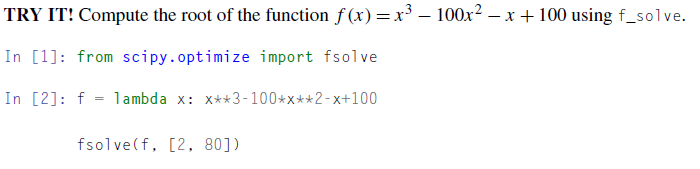 TRY IT! Compute the root of the function f(x) = x³ − 100x² − x + 100 using f_solve.
In [1]: from scipy.optimize import fsolve
In [2]: f = lambda x: x**3-100*x**2-x+100
fsolve(f, [2, 80])